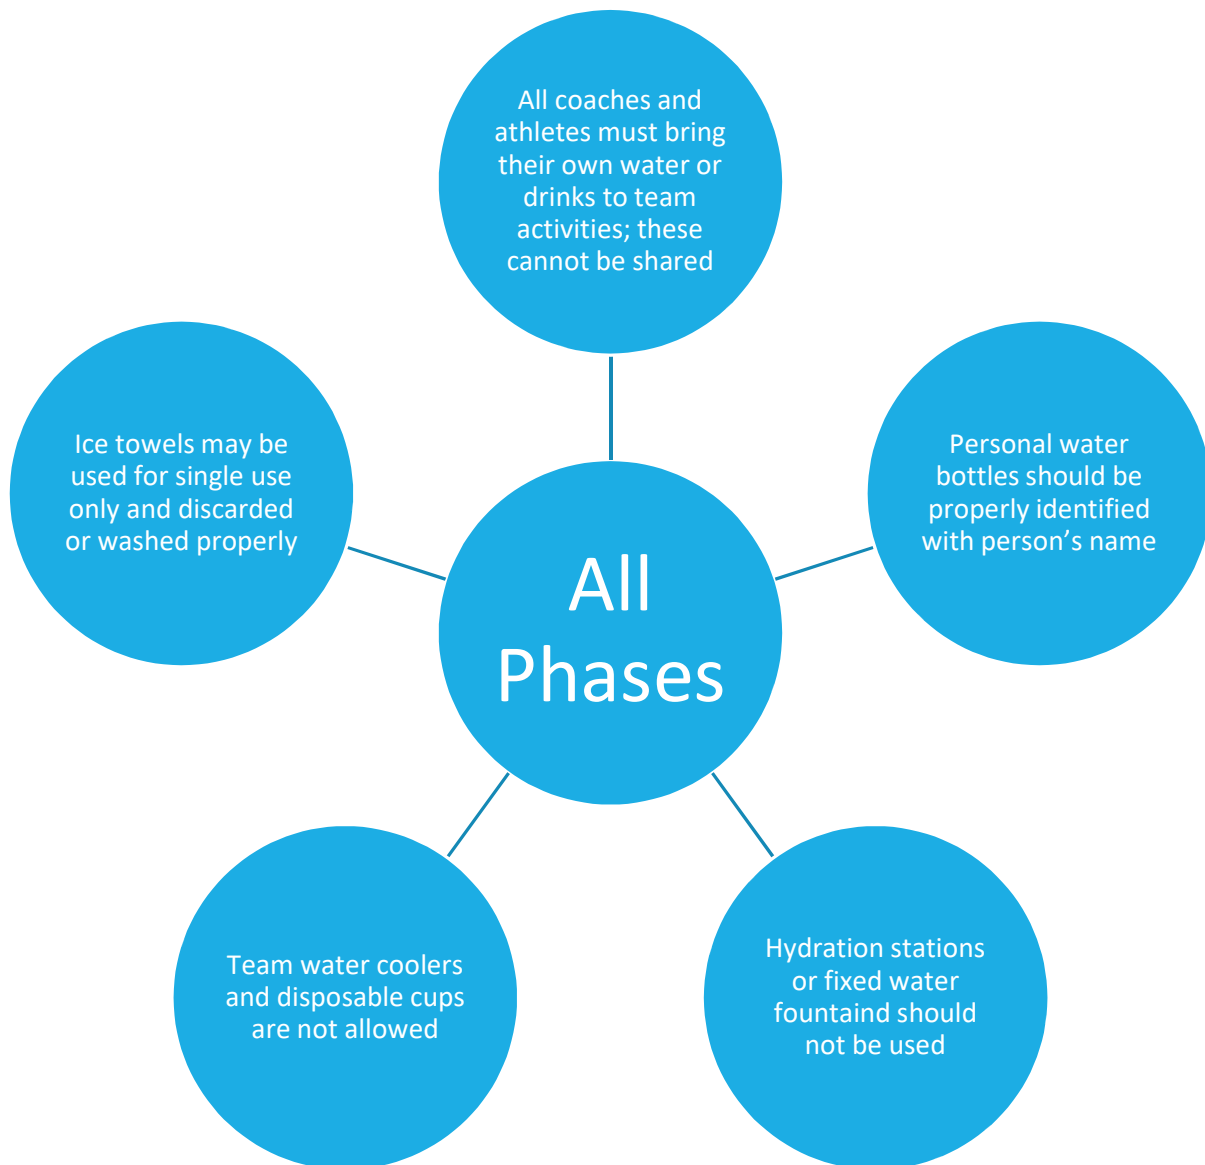 All coaches and
athletes must bring
their own water or
drinks to team
activities; these
cannot be shared
Personal water
bottles should be
properly identified
with person’s name
Hydration stations
or fixed water
fountaind should
not be used
Team water coolers
and disposable cups
are not allowed
Ice towels may be
used for single use
only and discarded
or washed properly
All
Phases